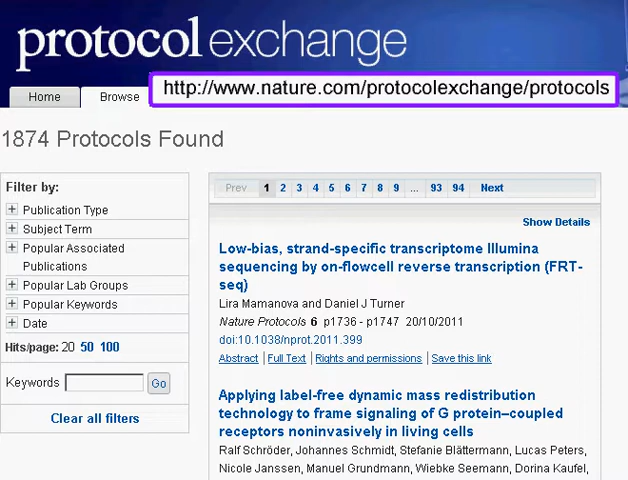 protocol exchange
http://www.nature.com/protocolexchange/protocols
Home Browse
1874 Protocols Found
Filter by:
Publication Type
Subject Term
Popular Associated
Publications
Popular Lab Groups
Popular Keywords
Date
Hits/page: 20 50 100
Keywords Go
Clear all filters
Prev 1 2 3 4 5 6 7 8 9 ... 93 94 Next
Show Details
Low-bias, strand-specific transcriptome Illumina
sequencing by on-flowcell reverse transcription (FRT-
seq)
Lira Mamanova and Daniel J Turner
Nature Protocols 6 p1736 - p1747 20/10/2011
doi:10.1038/nprot.2011.399
Abstract | Full Text | Rights and permissions | Save this link
Applying label-free dynamic mass redistribution
technology to frame signaling of G protein–coupled
receptors noninvasively in living cells
Ralf Schröder, Johannes Schmidt, Stefanie Blättermann, Lucas Peters,
Nicole Janssen, Manuel Grundmann, Wiebke Seemann, Dorina Kaufel,